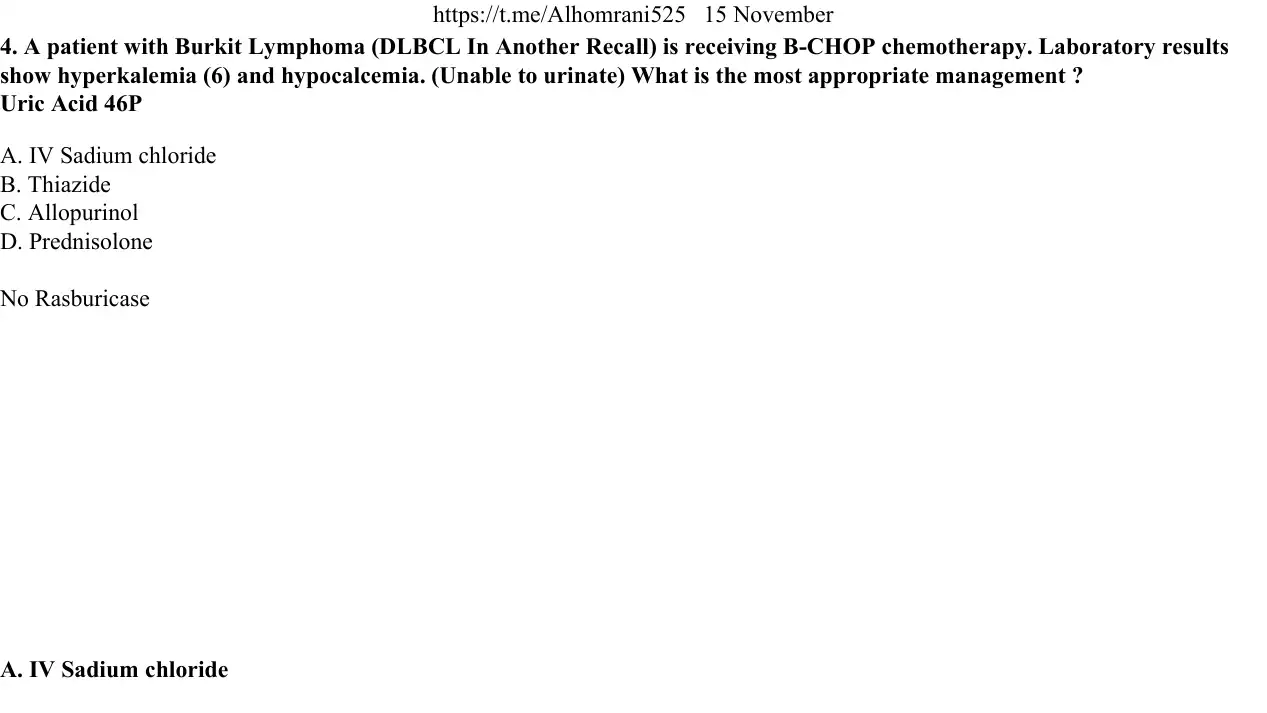 https://t.me/Alhomrani525 15 November
4. A patient with Burkit Lymphoma (DLBCL In Another Recall) is receiving B-CHOP chemotherapy. Laboratory results
show hyperkalemia (6) and hypocalcemia. (Unable to urinate) What is the most appropriate management ?
Uric Acid 46P
A. IV Sadium chloride
B. Thiazide
C. Allopurinol
D. Prednisolone
No Rasburicase
A. IV Sadium chloride